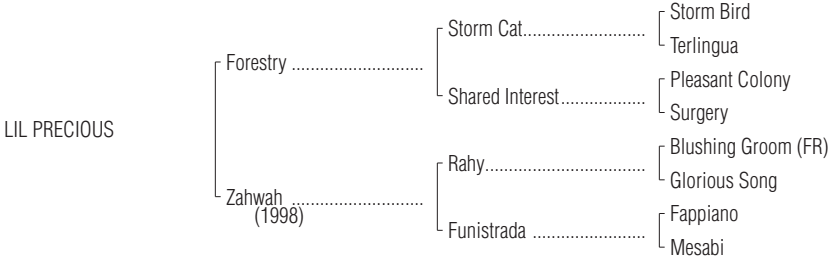 Storm Bird
Storm Cat..........................
Terlingua
Forestry ............................
Pleasant Colony
Shared Interest..................
Surgery
LIL PRECIOUS
Blushing Groom (FR)
Rahy..................................
Glorious Song
Zahwah ............................
(1998)
Fappiano
Funistrada ........................
Mesabi